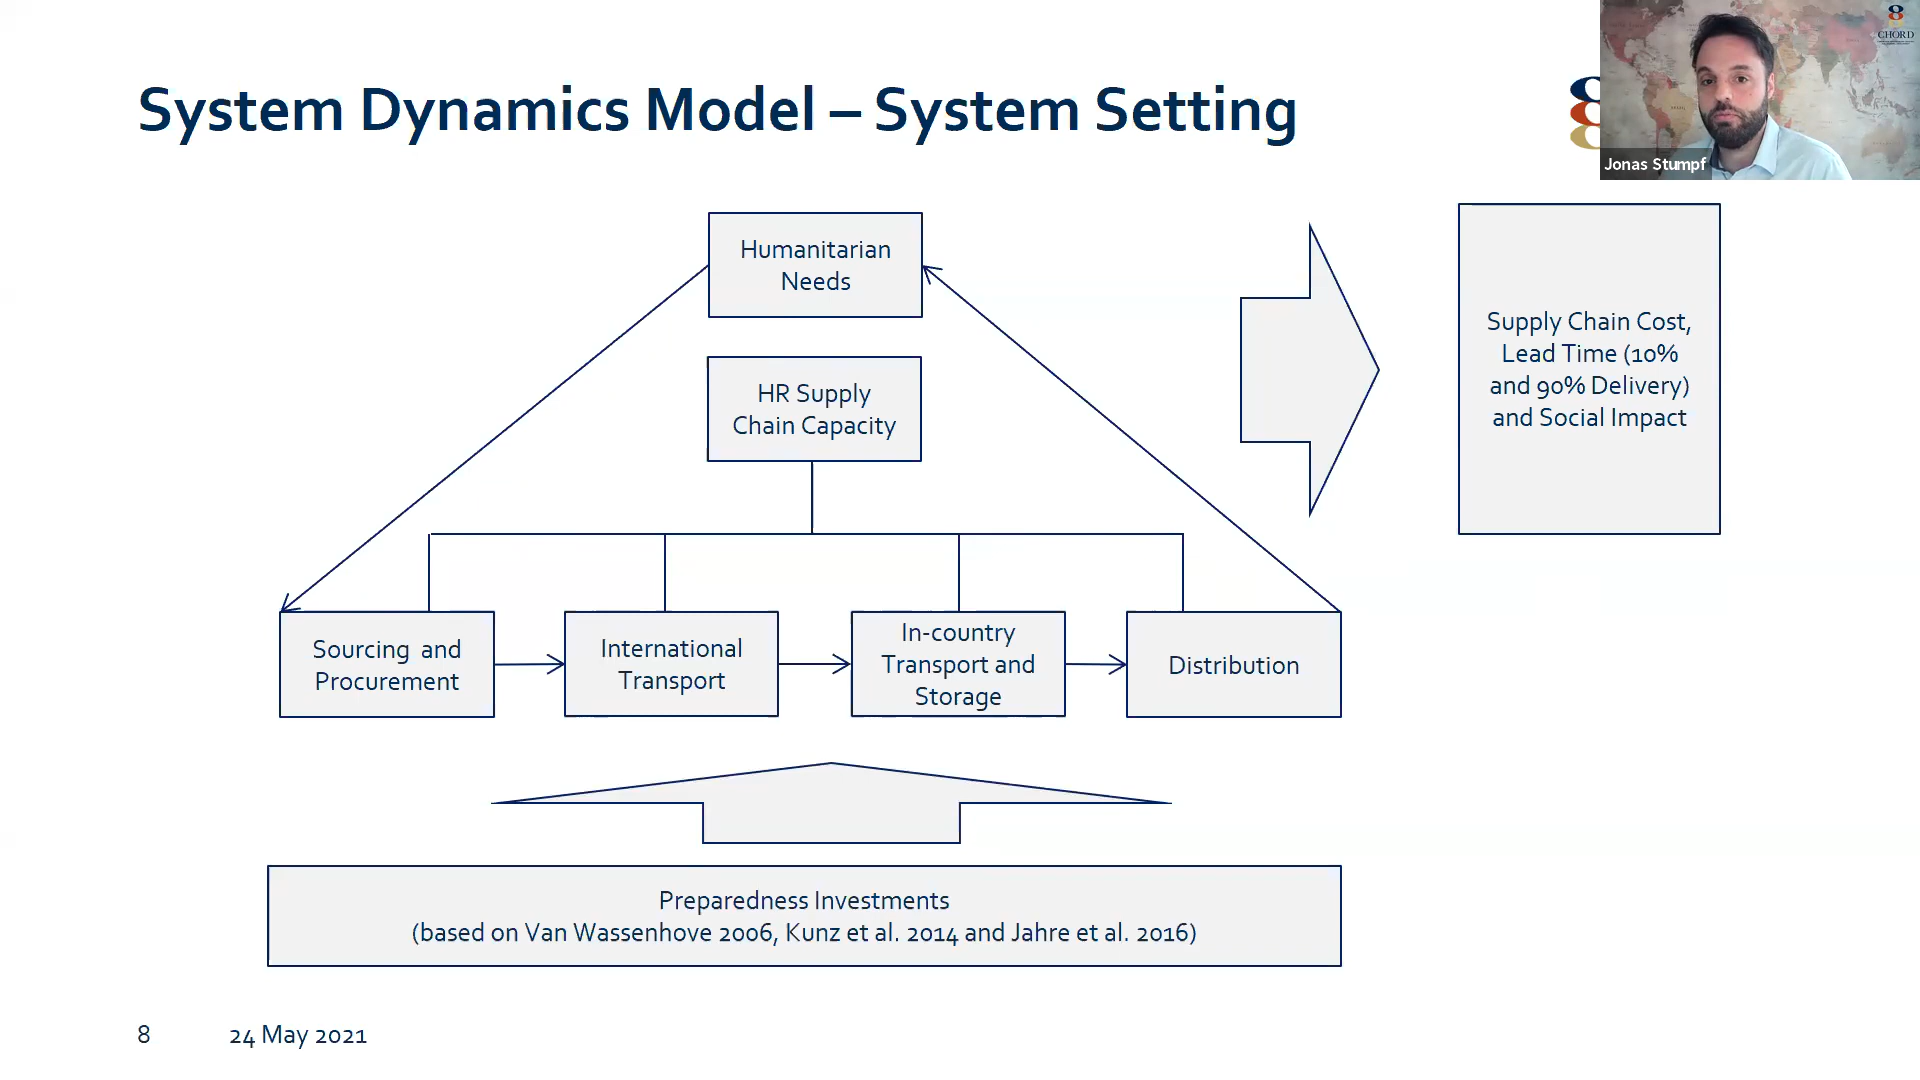 System Dynamics Model – System Setting
CHORD
Jonas Stumpf
Humanitarian
Needs
HR Supply
Chain Capacity
Supply Chain Cost,
Lead Time (10%
and 90% Delivery)
and Social Impact
Sourcing and
Procurement
International
Transport
In-country
Transport and
Storage
Distribution
Preparedness Investments
(based on Van Wassenhove 2006, Kunz et al. 2014 and Jahre et al. 2016)
8
24 May 2021